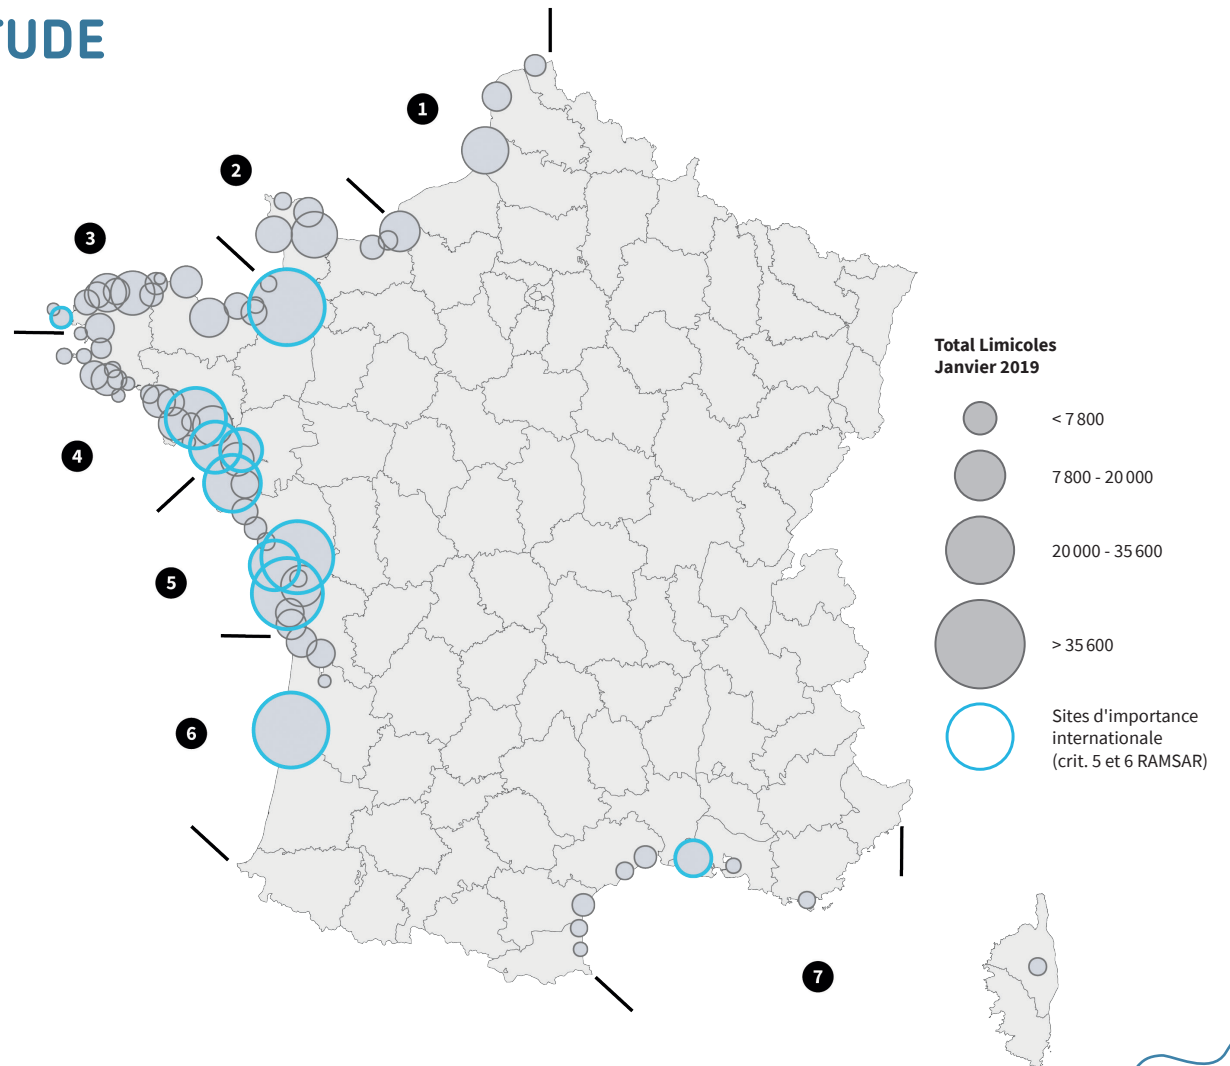 TUDE
1
2
3
4
5
6
7
Total Limicoles
Janvier 2019
< 7 800
7 800 - 20 000
20 000 - 35 600
> 35 600
Sites d'importance
internationale
(crit. 5 et 6 RAMSAR)